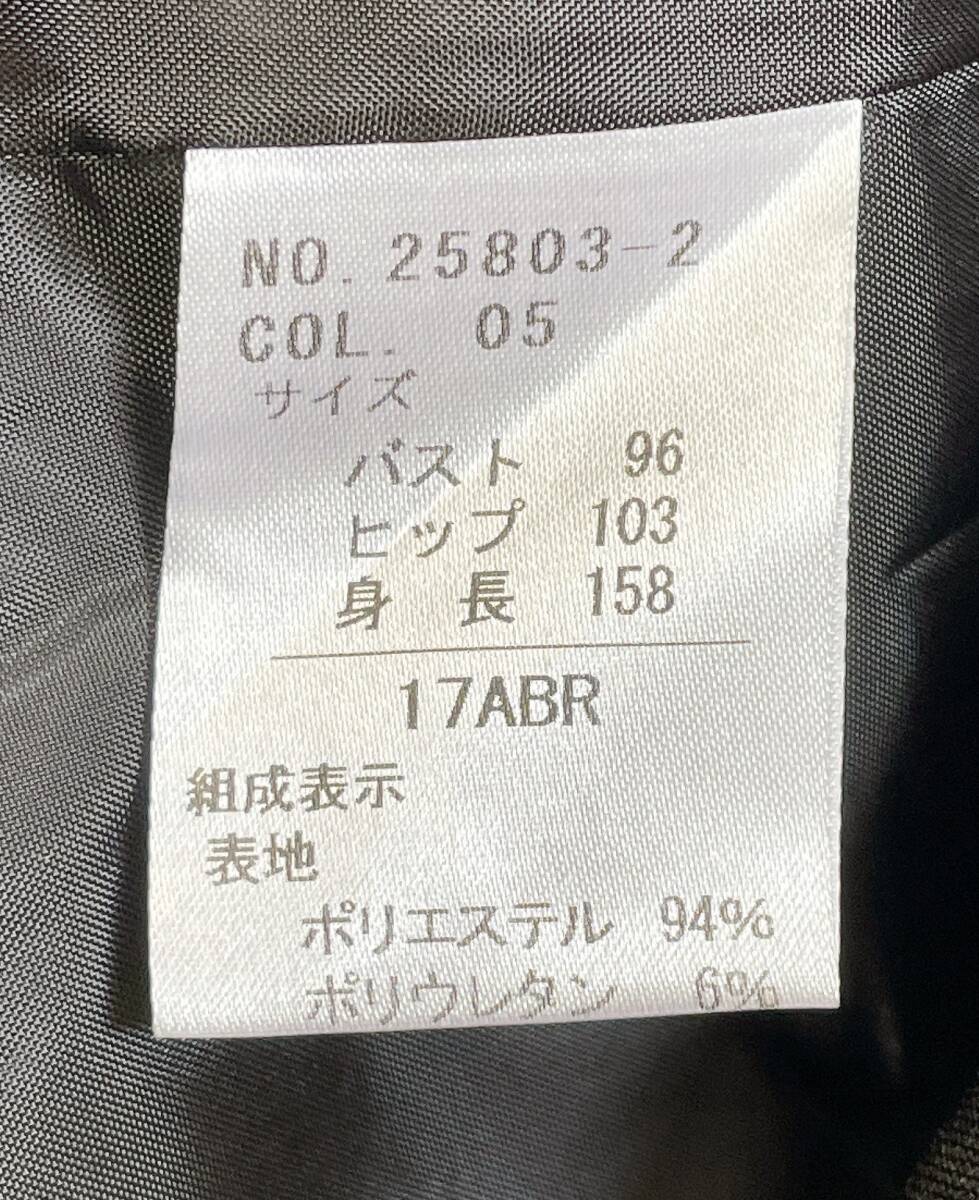 NO. 25803-2
COL. 05
サイズ
バスト 96
ヒップ 103
身長 158
17ABR
組成表示
表地
ポリエステル 94%
ポリウレタン 6%